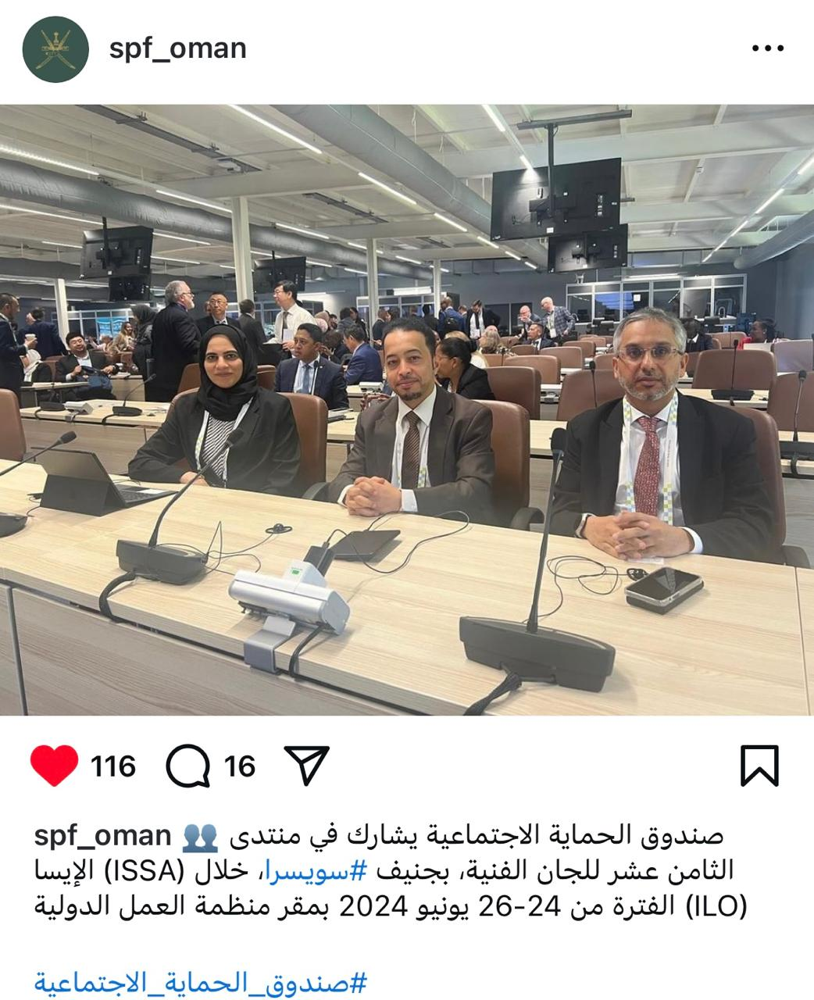 spf_oman
116
16
spf_oman 👥 صندوق الحماية الاجتماعية يشارك في منتدى
الإيسا (ISSA) الثامن عشر للجان الفنية، بجنيف #سويسرا، خلال
الفترة من 24-26 يونيو 2024 بمقر منظمة العمل الدولية (ILO)
#صندوق_الحماية_الاجتماعية